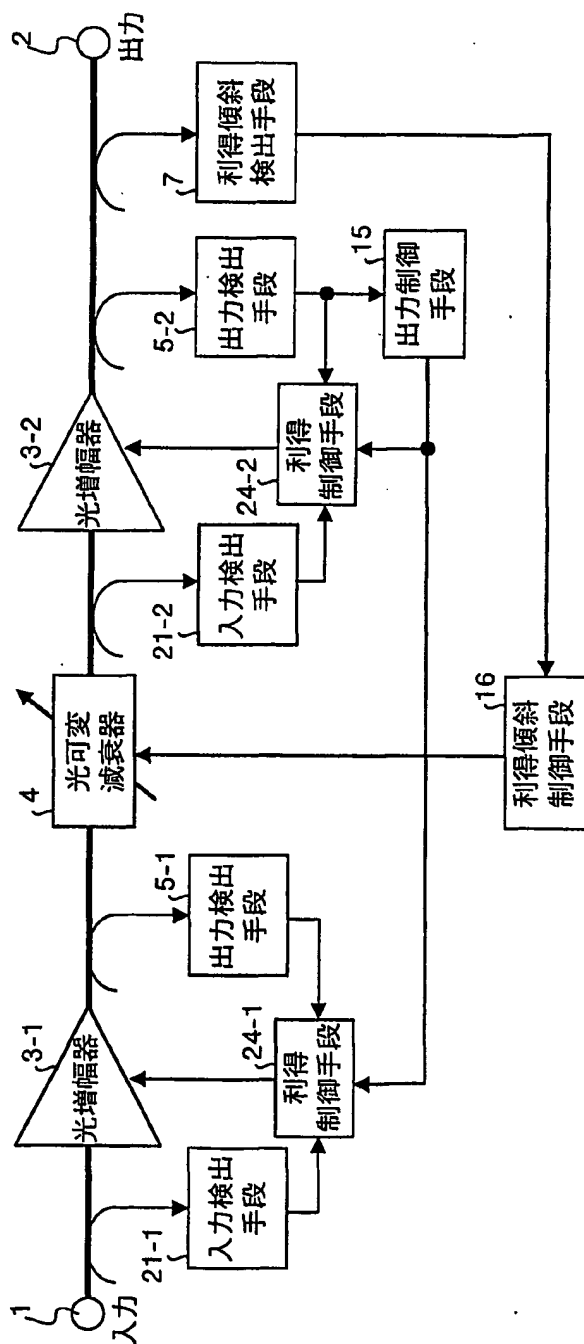 1
入力
21-1
入力検出
手段
3-1
光増幅器
24-1
利得
制御手段
5-1
出力検出
手段
4
光可変
減衰器
21-2
入力検出
手段
3-2
光増幅器
24-2
利得
制御手段
5-2
出力検出
手段
15
出力制御
手段
7
利得傾斜
検出手段
2
出力
16
利得傾斜
制御手段